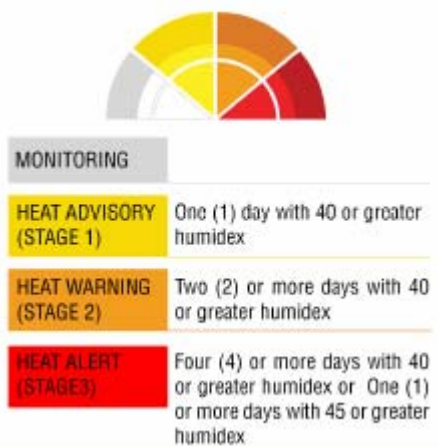 MONITORING
HEAT ADVISORY
(STAGE 1)
One (1) day with 40 or greater
humidex
HEAT WARNING
(STAGE 2)
Two (2) or more days with 40
or greater humidex
HEAT ALERT
(STAGE3)
Four (4) or more days with 40
or greater humidex or One (1)
or more days with 45 or greater
humidex